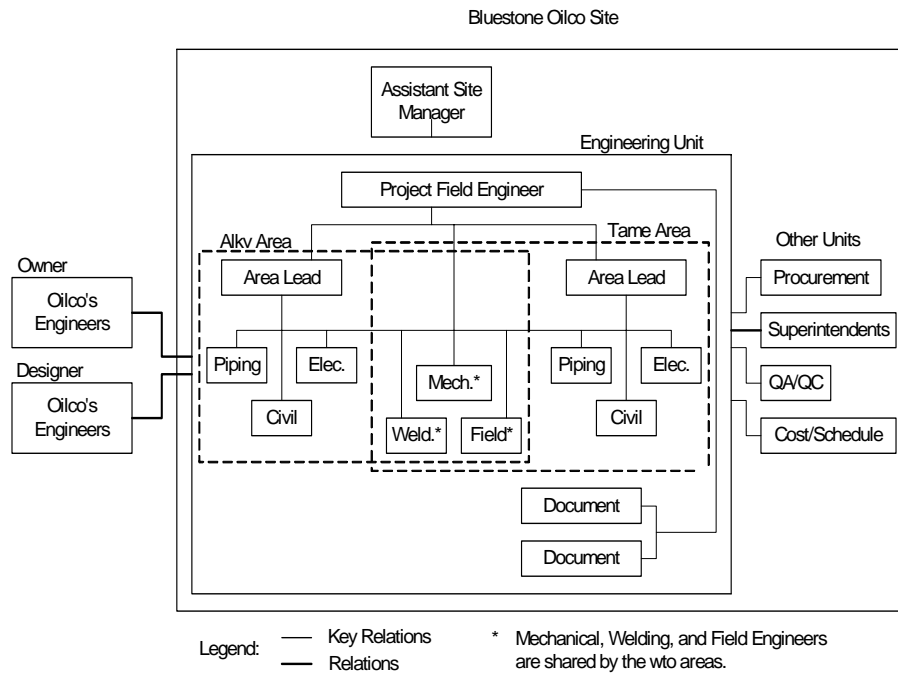 Bluestone Oilco Site
Assistant Site
Manager
Engineering Unit
Project Field Engineer
Alkv Area
Tame Area
Other Units
Owner
Oilco's
Engineers
Area Lead
Area Lead
Procurement
Superintendents
Designer
Oilco's
Engineers
Piping
Elec.
Mech.*
Piping
Elec.
QA/QC
Civil
Weld.*
Field*
Civil
Cost/Schedule
Document
Document
Legend:
Key Relations
Relations
* Mechanical, Welding, and Field Engineers
are shared by the wto areas.